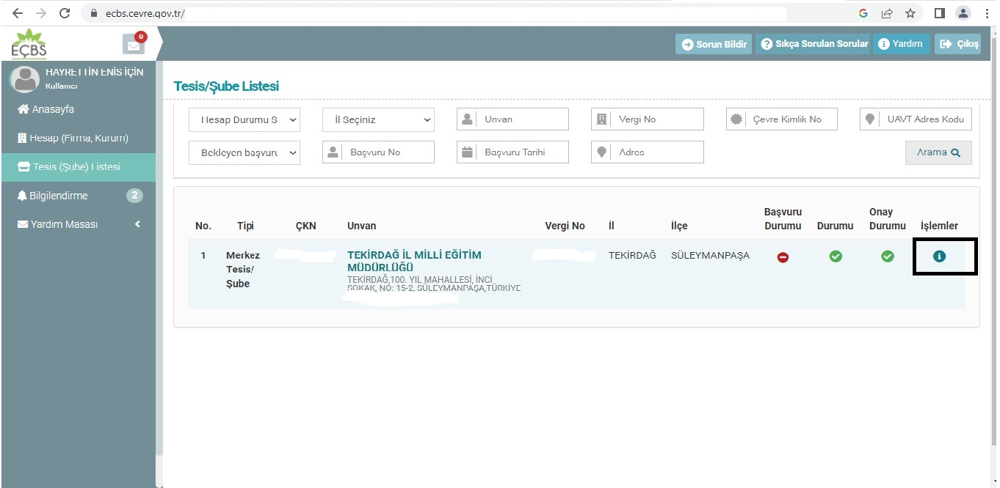 ecbs.cevre.gov.tr/
EÇBS
0
Sorun Bildir
Sıkça Sorulan Sorular
Yardım
Çıkış
HAYRETTİN ENİS İÇİN
Kullanıcı
Anasayfa
Hesap (Firma, Kurum)
Tesis (Şube) Listesi
Bilgilendirme 2
Yardım Masası
Tesis/Şube Listesi
Hesap Durumu S
İl Seçiniz
Unvan
Vergi No
Çevre Kimlik No
UAVT Adres Kodu
Bekleyen başvuru
Başvuru No
Başvuru Tarihi
Adres
Arama
No. Tipi ÇKN Unvan Vergi No İl İlçe Başvuru Durumu Durumu Onay Durumu İşlemler
1 Merkez Tesis/ Şube
TEKİRDAĞ İL MİLLİ EĞİTİM
MÜDÜRLÜĞÜ
TEKİRDAĞ,100. YIL MAHALLESİ, İNCİ
SOKAK, NO: 15-2, SÜLEYMANPAŞA,TÜRKİYE
TEKİRDAĞ SÜLEYMANPAŞA